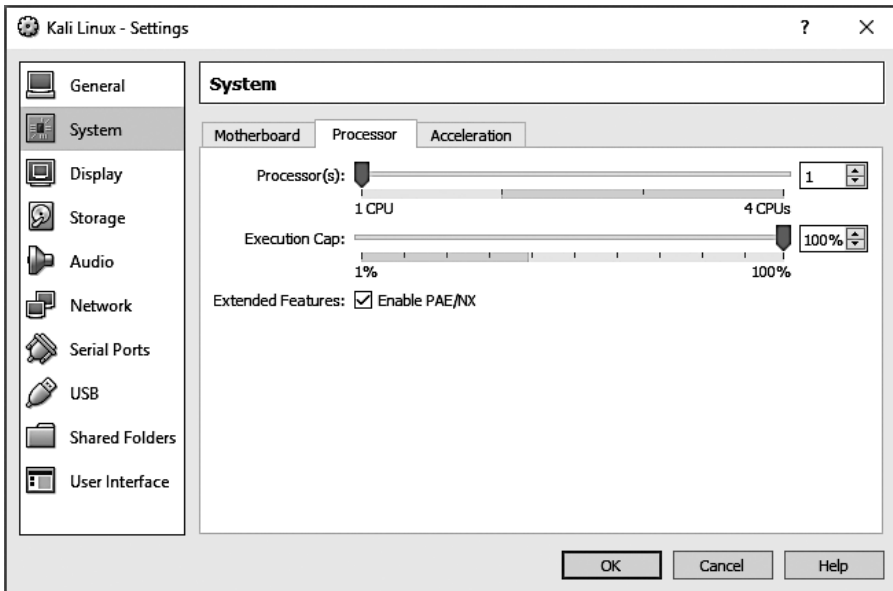 Kali Linux - Settings
?
General
System
Display
Storage
Audio
Network
Serial Ports
USB
Shared Folders
User Interface
System
Motherboard Processor Acceleration
Processor(s): 1
1 CPU 4 CPUs
Execution Cap: 100%
1% 100%
Extended Features: Enable PAE/NX
OK Cancel Help